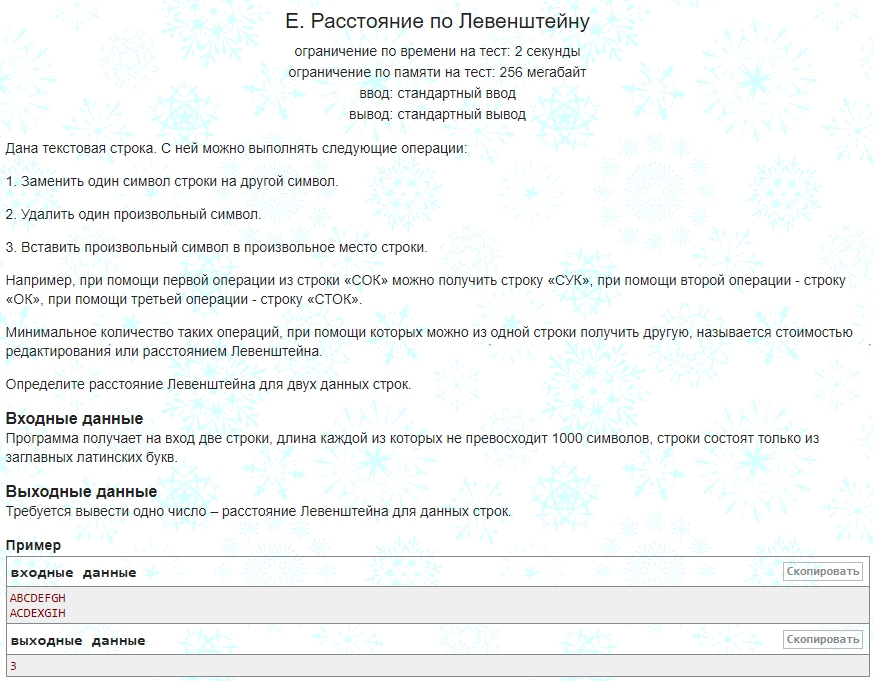 E. Расстояние по Левенштейну
ограничение по времени на тест: 2 секунды
ограничение по памяти на тест: 256 мегабайт
ввод: стандартный ввод
вывод: стандартный вывод
Дана текстовая строка. С ней можно выполнять следующие операции:
1. Заменить один символ строки на другой символ.
2. Удалить один произвольный символ.
3. Вставить произвольный символ в произвольное место строки.
Например, при помощи первой операции из строки «СОК» можно получить строку «СУК», при помощи второй операции - строку
«ОК», при помощи третьей операции - строку «СТОК».
Минимальное количество таких операций, при помощи которых можно из одной строки получить другую, называется стоимостью
редактирования или расстоянием Левенштейна.
Определите расстояние Левенштейна для двух данных строк.
Входные данные
Программа получает на вход две строки, длина каждой из которых не превосходит 1000 символов, строки состоят только из
заглавных латинских букв.
Выходные данные
Требуется вывести одно число – расстояние Левенштейна для данных строк.
Пример
входные данные Скопировать
ABCDEFGH
ACDEXGIH
выходные данные Скопировать
3